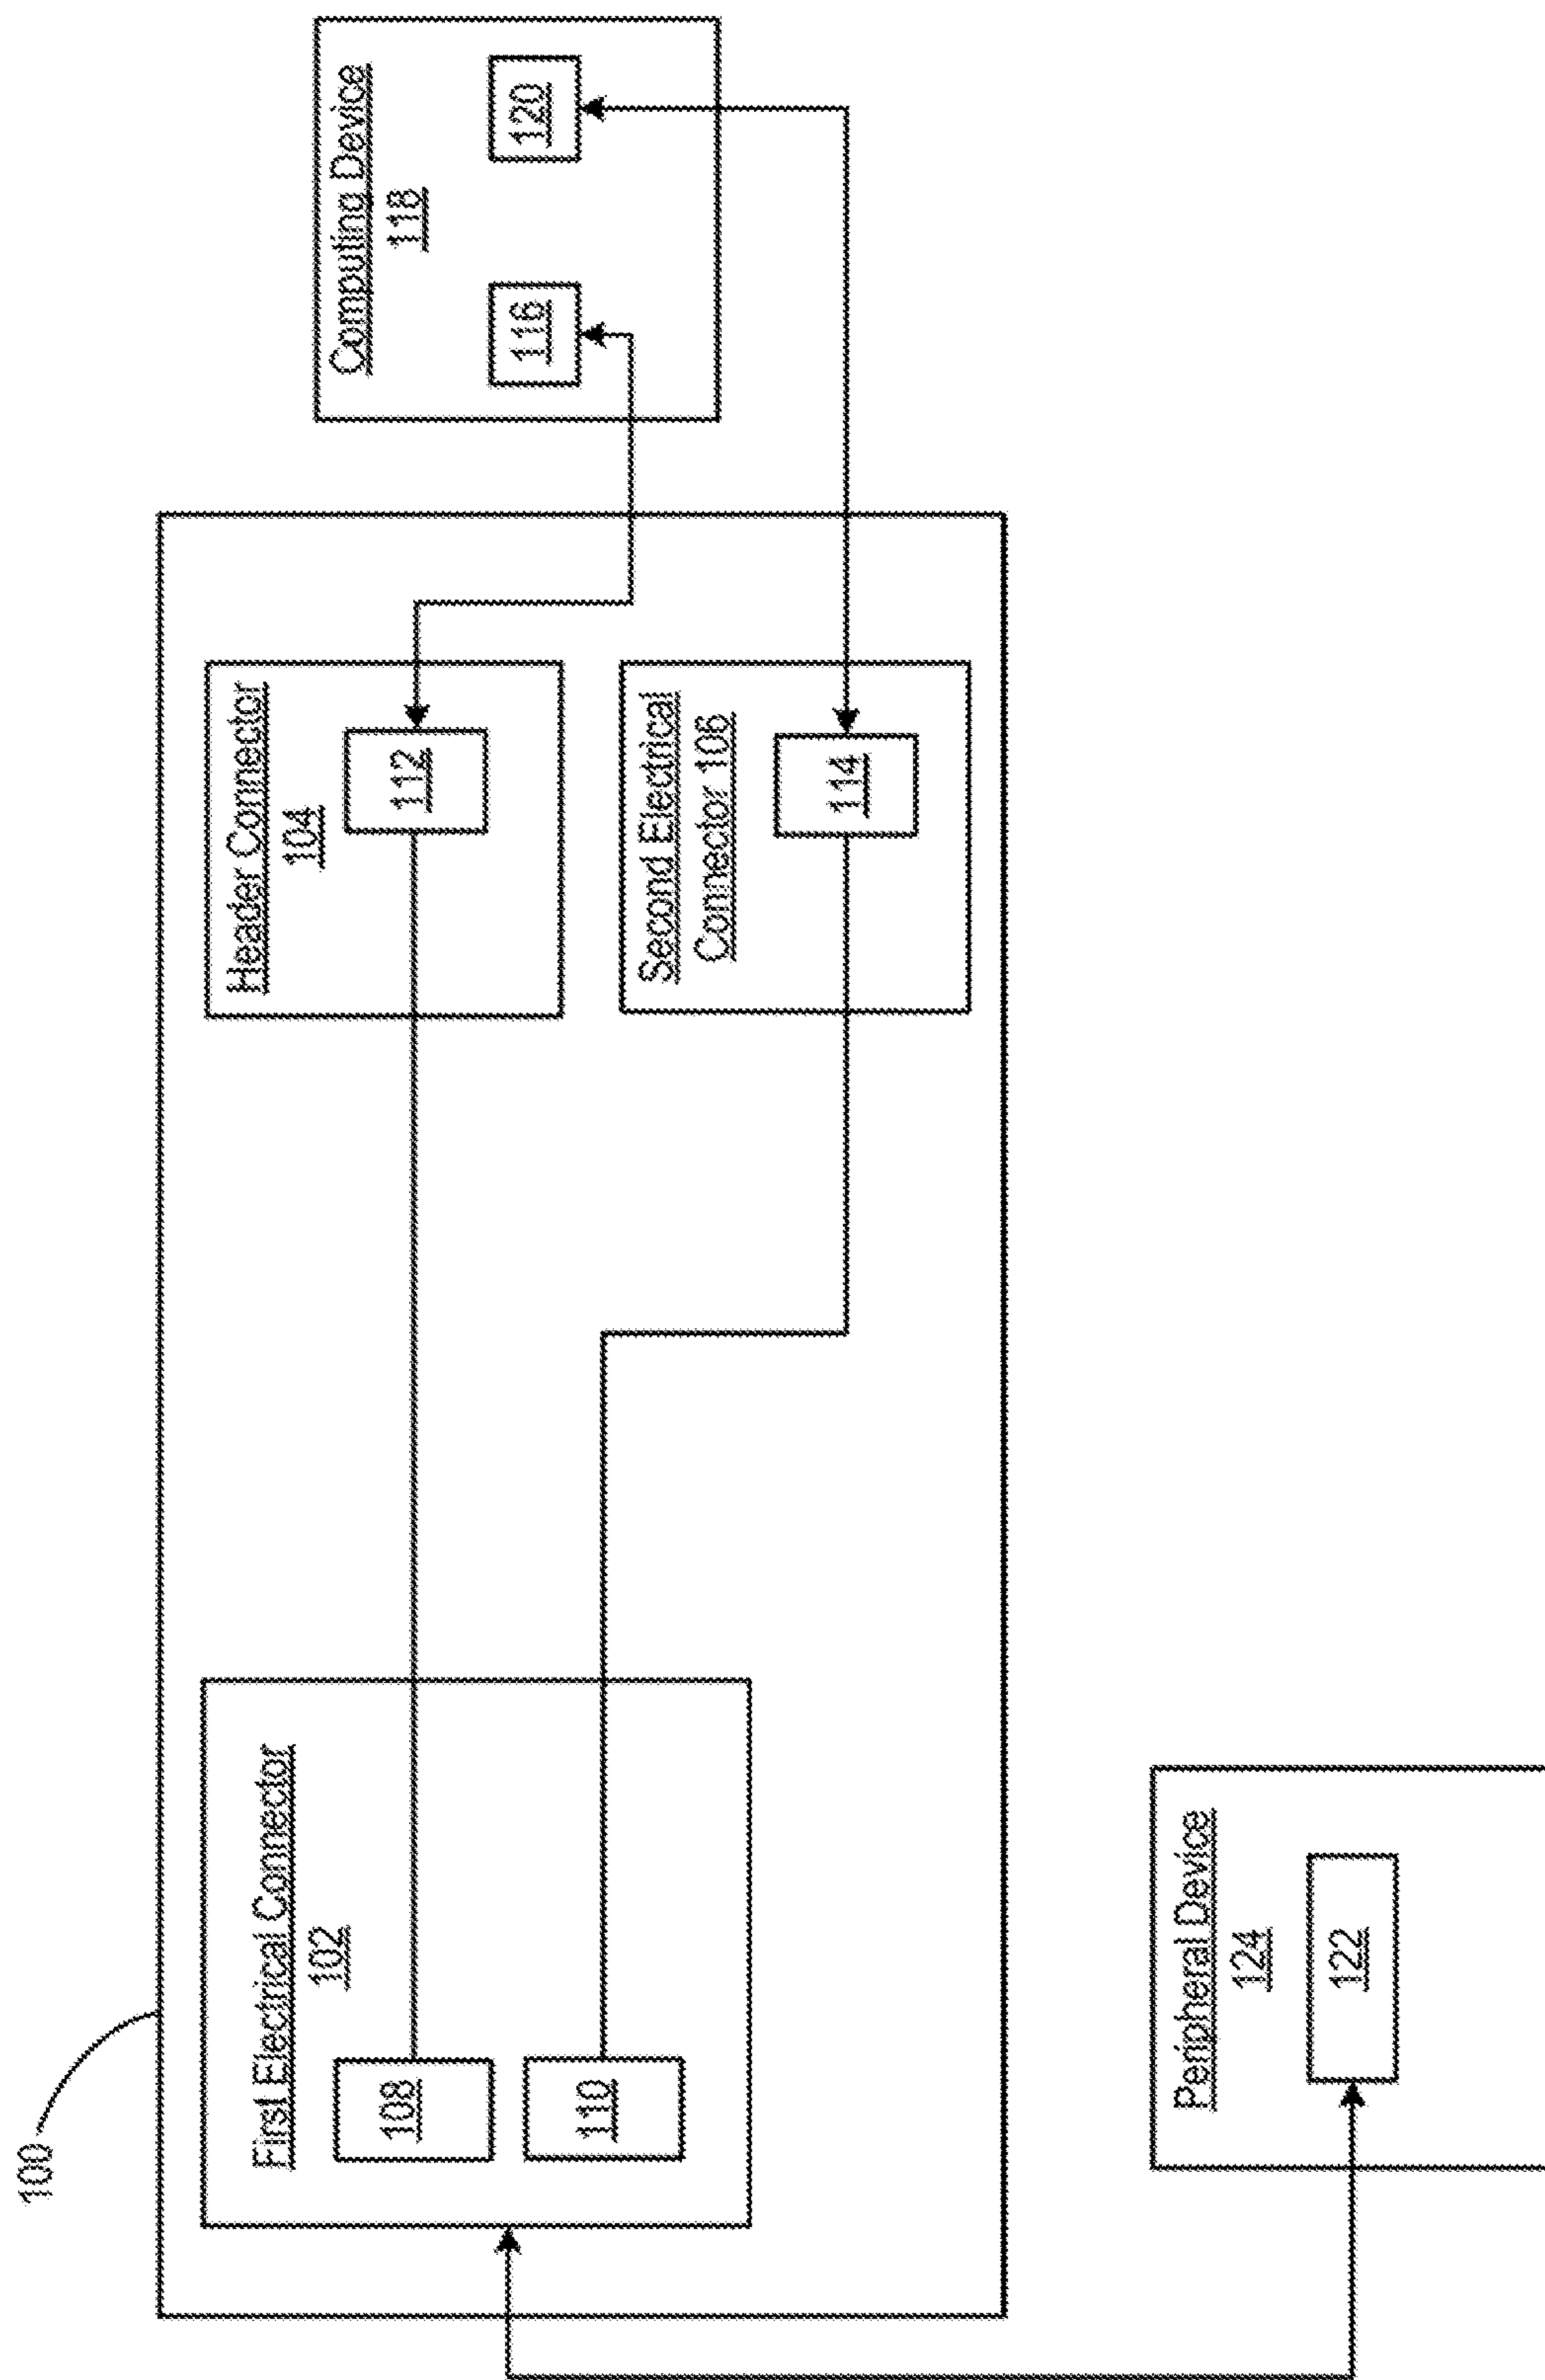 100
First Electrical Connector
102
108
110
Header Connector
104
112
Second Electrical
Connector 106
114
Computing Device
118
116
120
Peripheral Device
124
122